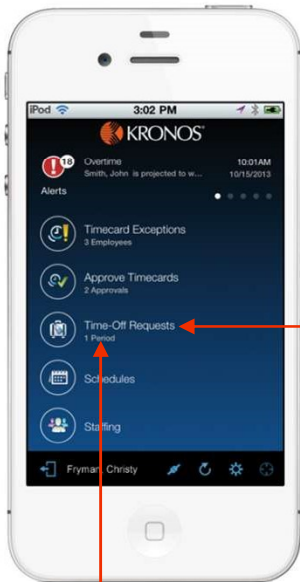 iPod 3:02 PM
KRONOS
18 Overtime 10:01AM
Smith, John is projected to w... 10/15/2013
Alerts
Timecard Exceptions
3 Employees
Approve Timecards
2 Approvals
Time-Off Requests
1 Period
Schedules
Staffing
Fryman, Christy